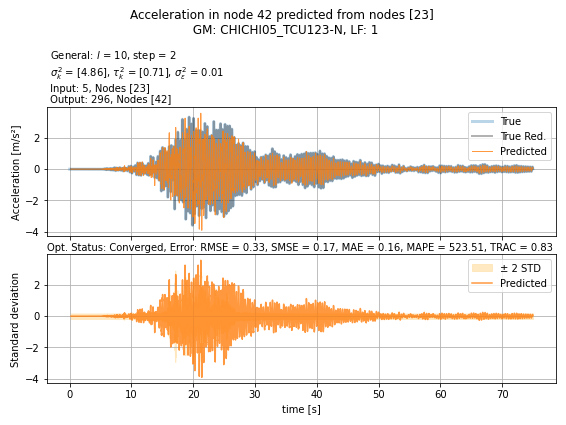 Acceleration in node 42 predicted from nodes [23]
GM: CHICHI05_TCU123-N, LF: 1
General: l = 10, step = 2
σ²ₖ = [4.86], τ²ₖ = [0.71], σ²ε = 0.01
Input: 5, Nodes [23]
Output: 296, Nodes [42]
Acceleration [m/s²]
2
0
−2
−4
True
True Red.
Predicted
Opt. Status: Converged, Error: RMSE = 0.33, SMSE = 0.17, MAE = 0.16, MAPE = 523.51, TRAC = 0.83
Standard deviation
2
0
−2
−4
± 2 STD
Predicted
0 10 20 30 40 50 60 70
time [s]